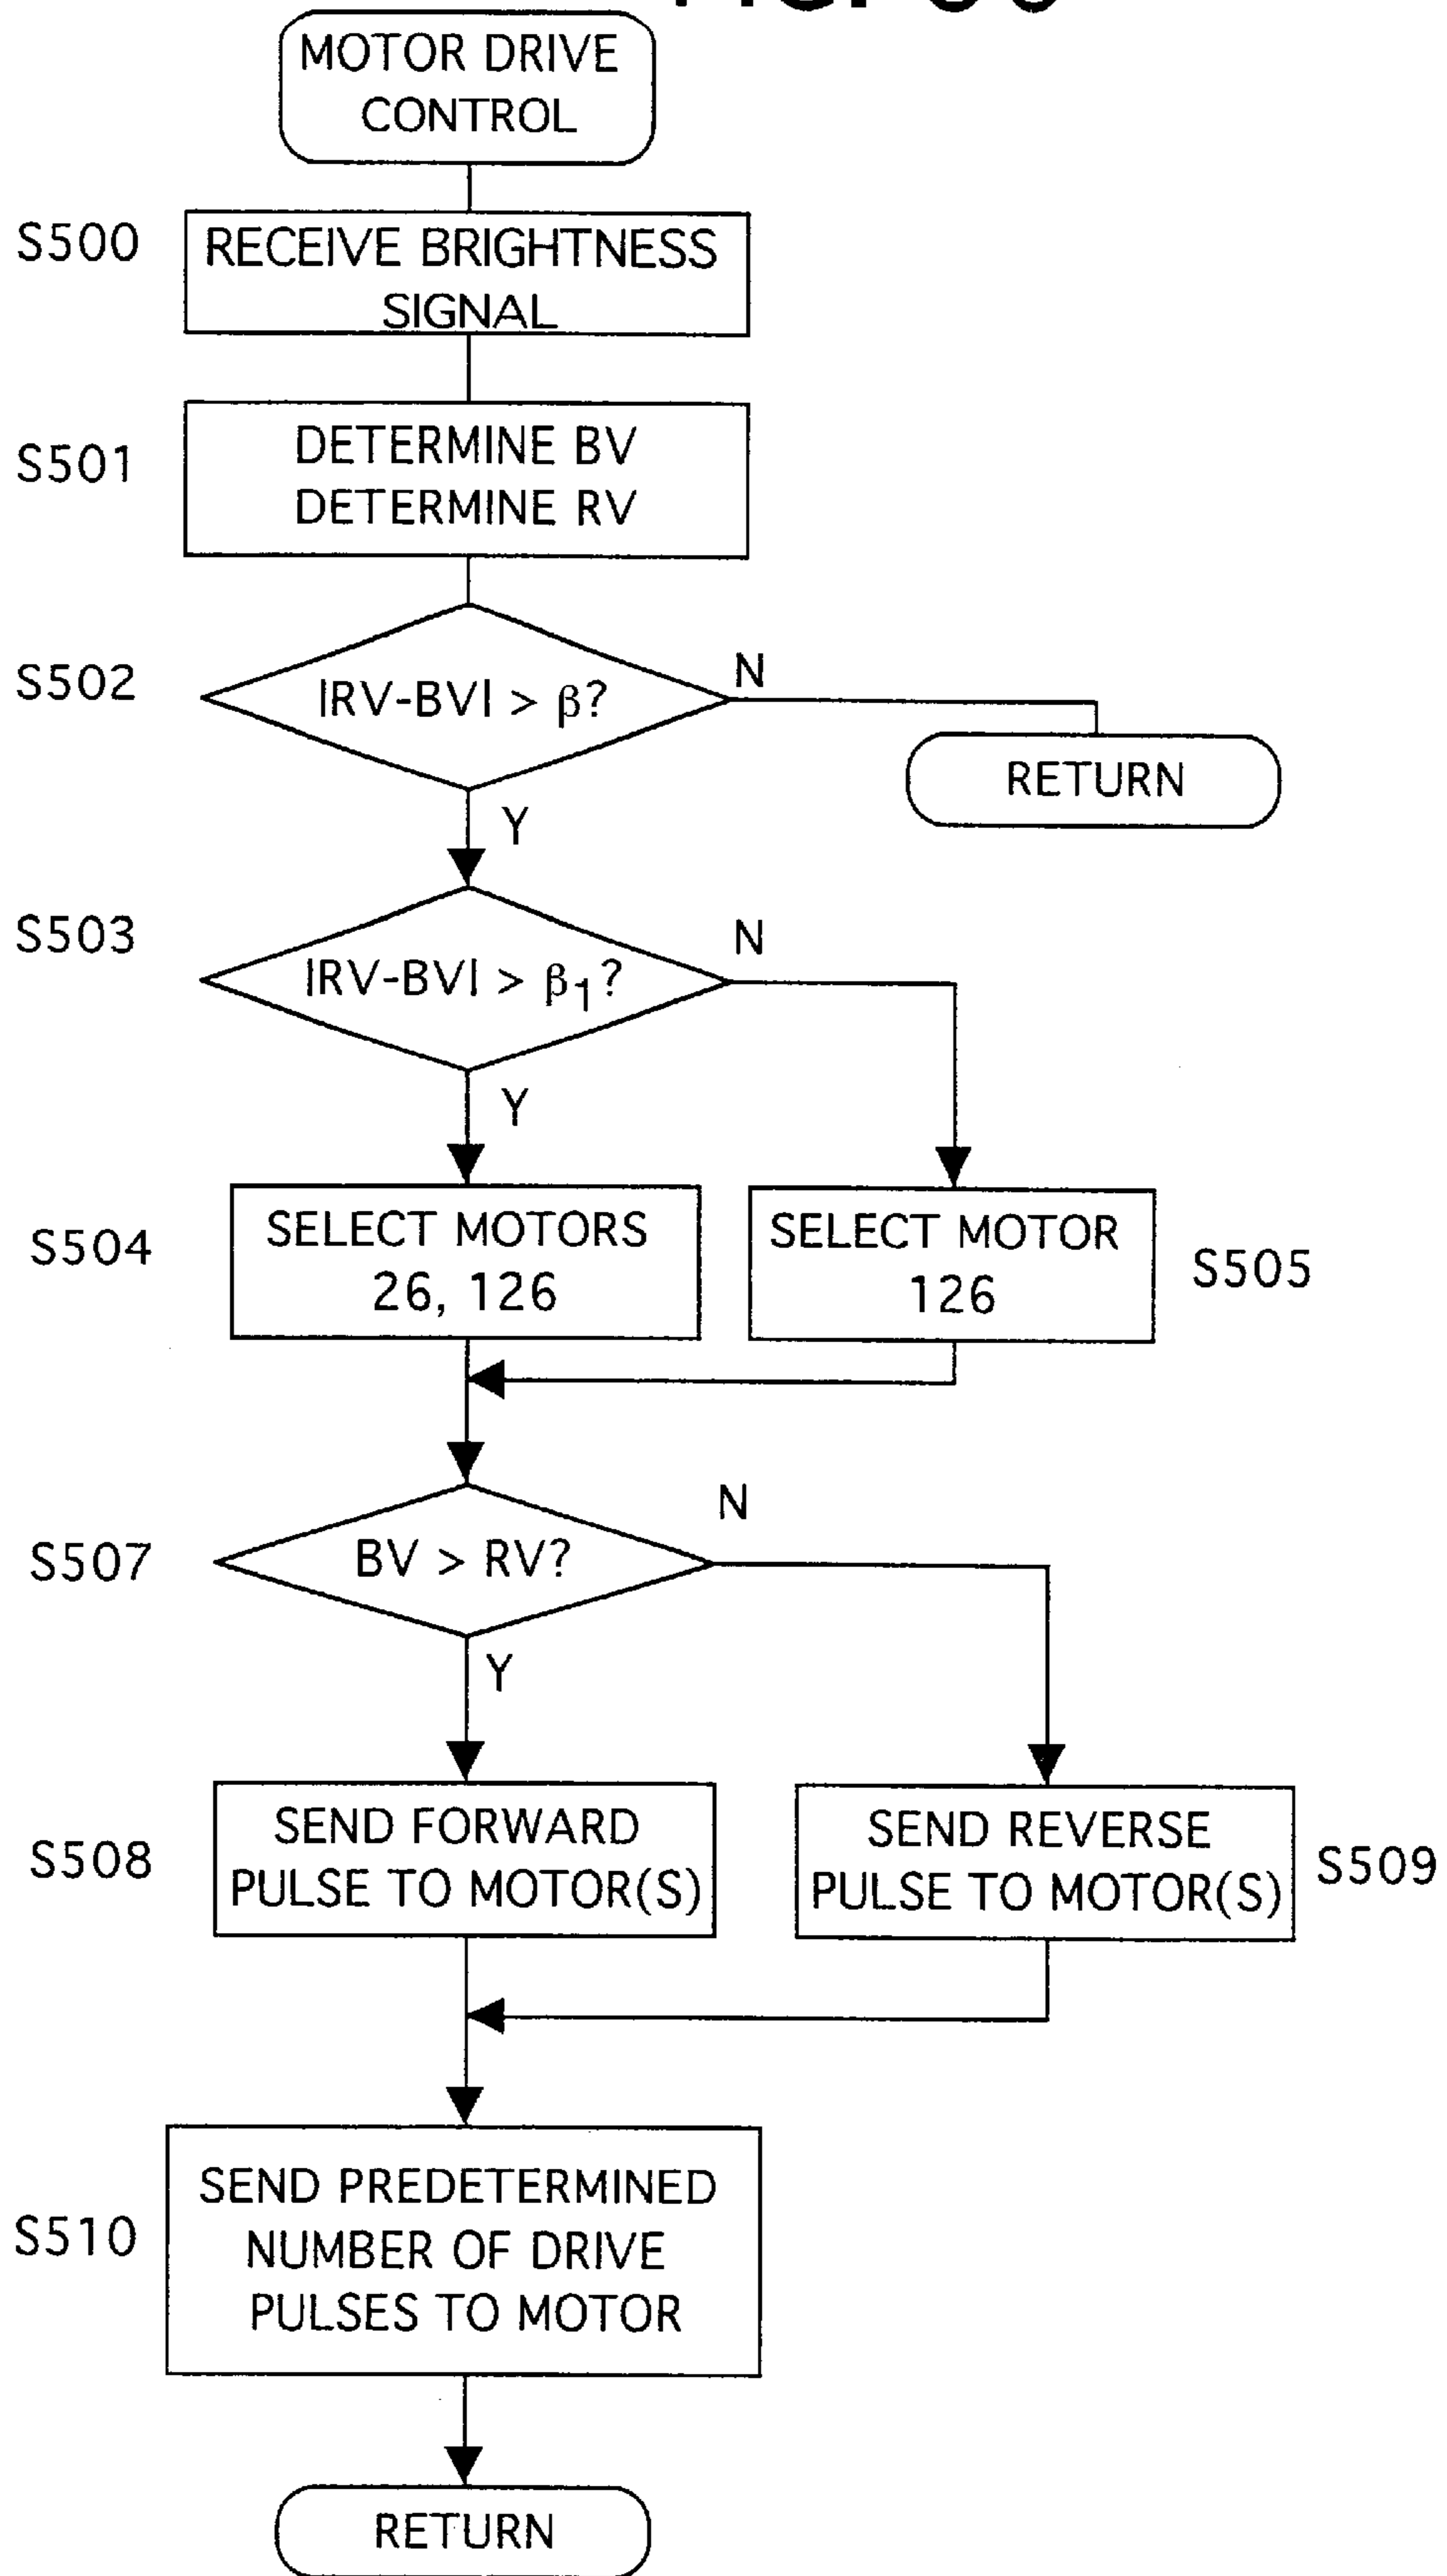 MOTOR DRIVE
CONTROL
S500
RECEIVE BRIGHTNESS
SIGNAL
S501
DETERMINE BV
DETERMINE RV
S502
|RV-BV| > β?
N
RETURN
Y
S503
|RV-BV| > β₁?
N
Y
S504
SELECT MOTORS
26, 126
SELECT MOTOR
126
S505
S507
BV > RV?
N
Y
S508
SEND FORWARD
PULSE TO MOTOR(S)
SEND REVERSE
PULSE TO MOTOR(S)
S509
S510
SEND PREDETERMINED
NUMBER OF DRIVE
PULSES TO MOTOR
RETURN